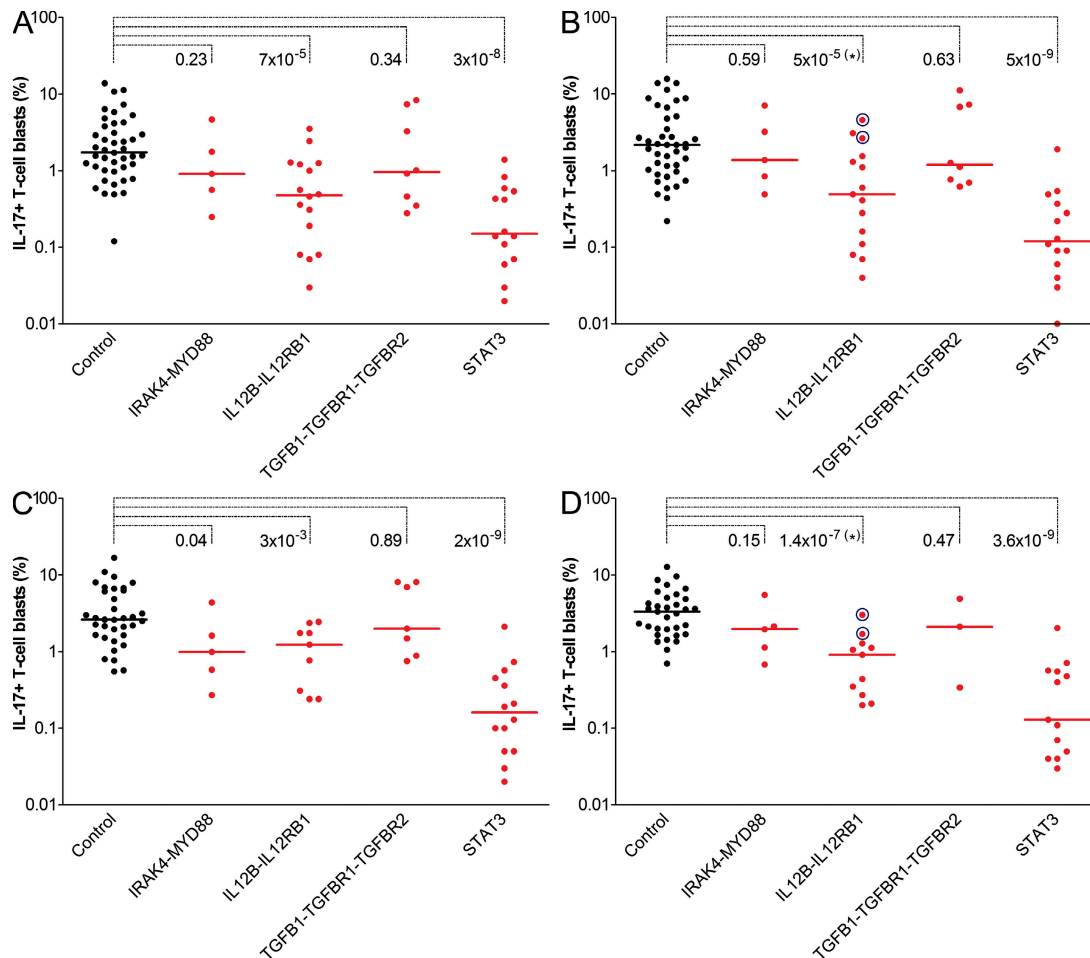 A
IL-17+ T-cell blasts (%)
100
10
1
0.1
0.01
0.23
7x10-5
0.34
3x10-8
Control
IRAK4-MYD88
IL12B-IL12RB1
TGFB1-TGFBR1-TGFBR2
STAT3
B
IL-17+ T-cell blasts (%)
100
10
1
0.1
0.01
0.59
5x10-5 (*)
0.63
5x10-9
Control
IRAK4-MYD88
IL12B-IL12RB1
TGFB1-TGFBR1-TGFBR2
STAT3
C
IL-17+ T-cell blasts (%)
100
10
1
0.1
0.01
0.04
3x10-3
0.89
2x10-9
Control
IRAK4-MYD88
IL12B-IL12RB1
TGFB1-TGFBR1-TGFBR2
STAT3
D
IL-17+ T-cell blasts (%)
100
10
1
0.1
0.01
0.15
1.4x10-7 (*)
0.47
3.6x10-9
Control
IRAK4-MYD88
IL12B-IL12RB1
TGFB1-TGFBR1-TGFBR2
STAT3